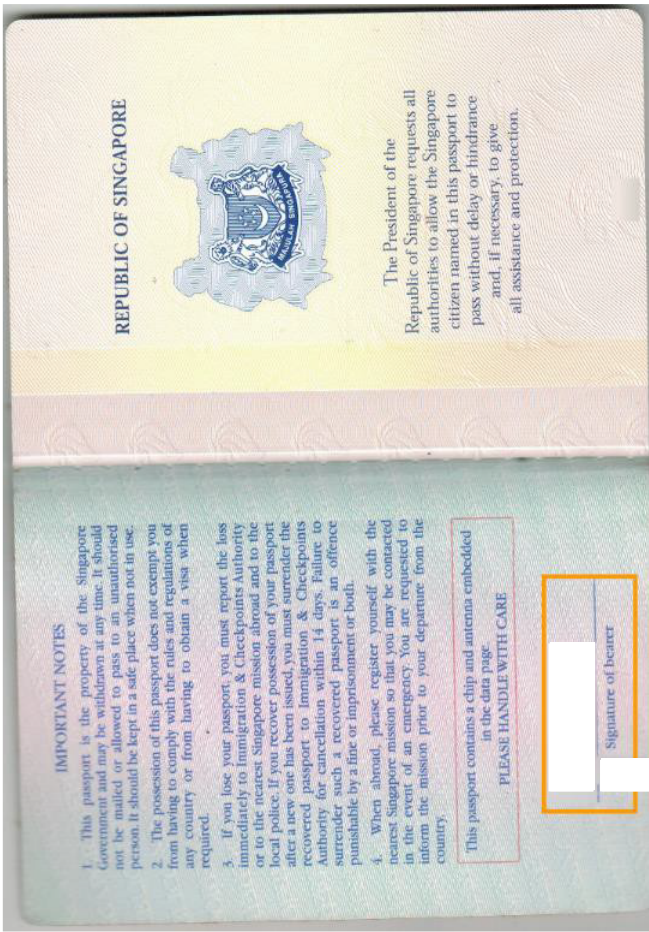 REPUBLIC OF SINGAPORE
MAJULAH SINGAPURA
The President of the
Republic of Singapore requests all
authorities to allow the Singapore
citizen named in this passport to
pass without delay or hindrance
and, if necessary, to give
all assistance and protection.
IMPORTANT NOTES
1. This passport is the property of the Singapore
Government and may be withdrawn at any time. It should
not be mailed or allowed to pass to an unauthorised
person. It should be kept in a safe place when not in use.
2. The possession of this passport does not exempt you
from having to comply with the rules and regulations of
any country or from having to obtain a visa when
required.
3. If you lose your passport, you must report the loss
immediately to Immigration & Checkpoints Authority
or to the nearest Singapore mission abroad and to the
local police. If you recover possession of your passport
after a new one has been issued, you must surrender the
recovered passport to Immigration & Checkpoints
Authority for cancellation within 14 days. Failure to
surrender such a recovered passport is an offence
punishable by a fine or imprisonment or both.
4. When abroad, please register yourself with the
nearest Singapore mission so that you may be contacted
in the event of an emergency. You are requested to
inform the mission prior to your departure from the
country.
This passport contains a chip and antenna embedded
in the data page.
PLEASE HANDLE WITH CARE
Signature of bearer